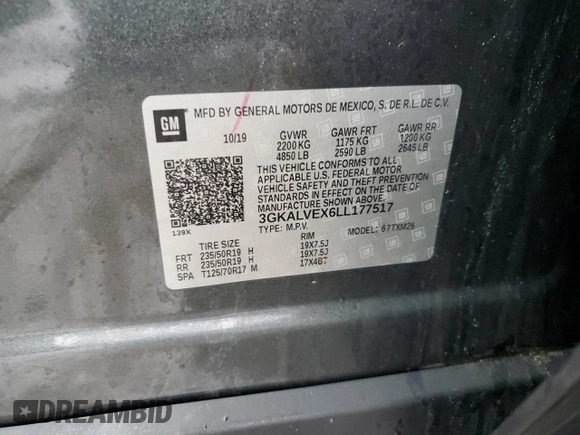 GM
MFD BY GENERAL MOTORS DE MEXICO, S. DE R.L. DE C.V.
10/19 GVWR GAWR FRT GAWR RR
2200 KG 1175 KG 1200 KG
4850 LB 2590 LB 2645 LB
THIS VEHICLE CONFORMS TO ALL
APPLICABLE U.S. FEDERAL MOTOR
VEHICLE SAFETY AND THEFT
PREVENTION STANDARDS IN EFFECT ON THE DATE OF
MANUFACTURE SHOWN ABOVE.
3GKALVEX6LL177517
139X
TYPE: M.P.V. MODEL: 67TXM26
TIRE SIZE RIM
FRT 235/50R19 H 19X7.5J
RR 235/50R19 H 19X7.5J
SPA T125/70R17 M 17X4BT
DREAMBID